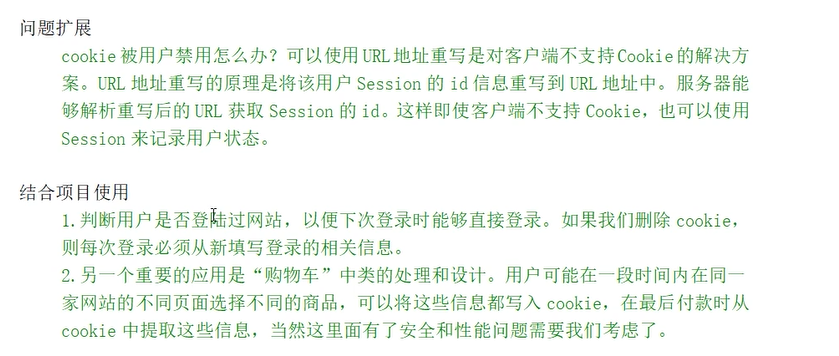 问题扩展
cookie 被用户禁用怎么办？可以使用 URL 地址重写是对客户端不支持 Cookie 的解决方
案。URL 地址重写的原理是将该用户 Session 的 id 信息重写到 URL 地址中。服务器能
够解析重写后的 URL 获取 Session 的 id。这样即使客户端不支持 Cookie，也可以使用
Session 来记录用户状态。
结合项目使用
1.判断用户是否登陆过网站，以便下次登录时能够直接登录。如果我们删除 cookie，
则每次登录必须从新填写登录的相关信息。
2.另一个重要的应用是“购物车”中类的处理和设计。用户可能在一段时间内在同一
家网站的不同页面选择不同的商品，可以将这些信息都写入 cookie，在最后付款时从
cookie 中提取这些信息，当然这里面有了安全和性能问题需要我们考虑了。